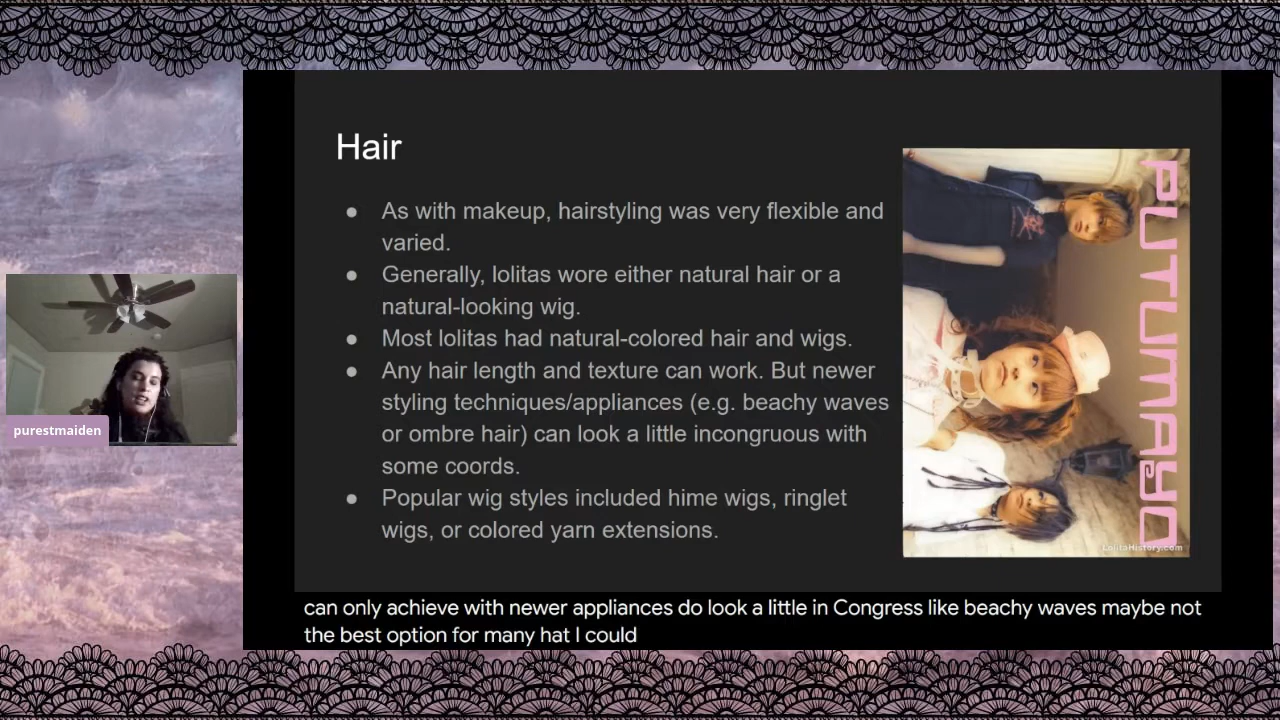 Hair
● As with makeup, hairstyling was very flexible and
varied.
● Generally, lolitas wore either natural hair or a
natural-looking wig.
● Most lolitas had natural-colored hair and wigs.
● Any hair length and texture can work. But newer
styling techniques/appliances (e.g. beachy waves
or ombre hair) can look a little incongruous with
some coords.
● Popular wig styles included hime wigs, ringlet
wigs, or colored yarn extensions.
PUTUMAYO
LolitaHistory.com
purestmaiden
can only achieve with newer appliances do look a little in Congress like beachy waves maybe not
the best option for many hat I could